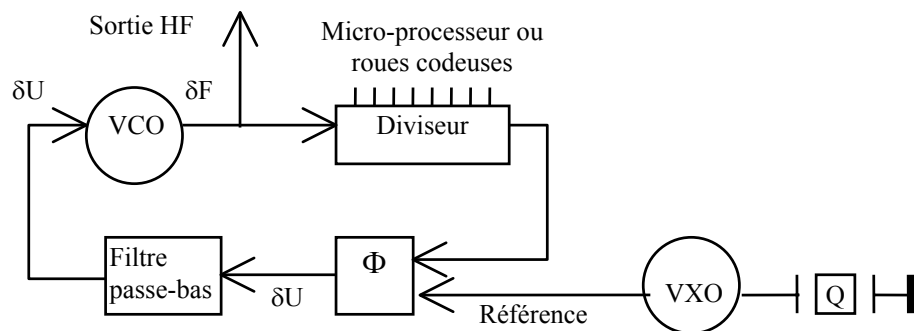 Sortie HF
Micro-processeur ou
roues codeuses
δU
δF
VCO
Diviseur
Filtre
passe-bas
δU
Φ
Référence
VXO
Q